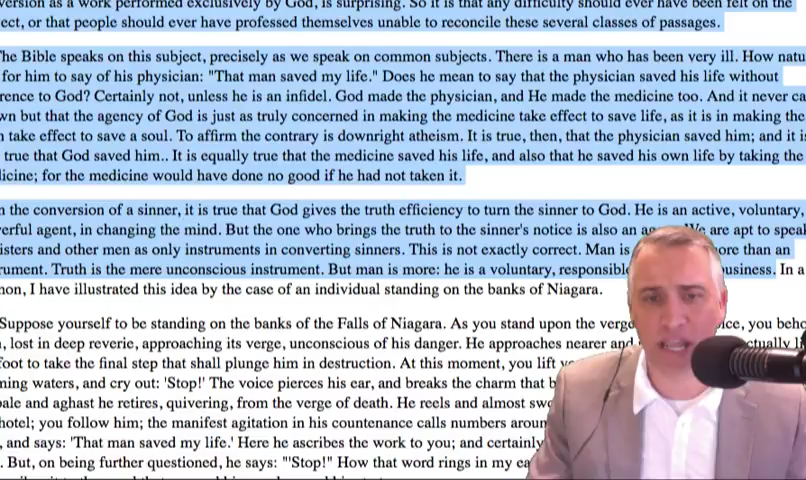 version as a work performed exclusively by God, is surprising. So it is that any difficulty should ever have been felt on the
ect, or that people should ever have professed themselves unable to reconcile these several classes of passages.
The Bible speaks on this subject, precisely as we speak on common subjects. There is a man who has been very ill. How natu
for him to say of his physician: "That man saved my life." Does he mean to say that the physician saved his life without
rence to God? Certainly not, unless he is an infidel. God made the physician, and He made the medicine too. And it never ca
wn but that the agency of God is just as truly concerned in making the medicine take effect to save life, as it is in making the
take effect to save a soul. To affirm the contrary is downright atheism. It is true, then, that the physician saved him; and it is
true that God saved him.. It is equally true that the medicine saved his life, and also that he saved his own life by taking the
licine; for the medicine would have done no good if he had not taken it.
n the conversion of a sinner, it is true that God gives the truth efficiency to turn the sinner to God. He is an active, voluntary,
erful agent, in changing the mind. But the one who brings the truth to the sinner's notice is also an ag We are apt to speak
isters and other men as only instruments in converting sinners. This is not exactly correct. Man is ore than an
rument. Truth is the mere unconscious instrument. But man is more: he is a voluntary, responsible usiness. In a
non, I have illustrated this idea by the case of an individual standing on the banks of Niagara.
Suppose yourself to be standing on the banks of the Falls of Niagara. As you stand upon the verge ice, you beho
, lost in deep reverie, approaching its verge, unconscious of his danger. He approaches nearer and ctually li
foot to take the final step that shall plunge him in destruction. At this moment, you lift
ning waters, and cry out: 'Stop!' The voice pierces his ear, and breaks the charm that b
pale and aghast he retires, quivering, from the verge of death. He reels and almost swo
hotel; you follow him; the manifest agitation in his countenance calls numbers aroun
, and says: 'That man saved my life.' Here he ascribes the work to you; and certainly
. But, on being further questioned, he says: "'Stop!" How that word rings in my ea